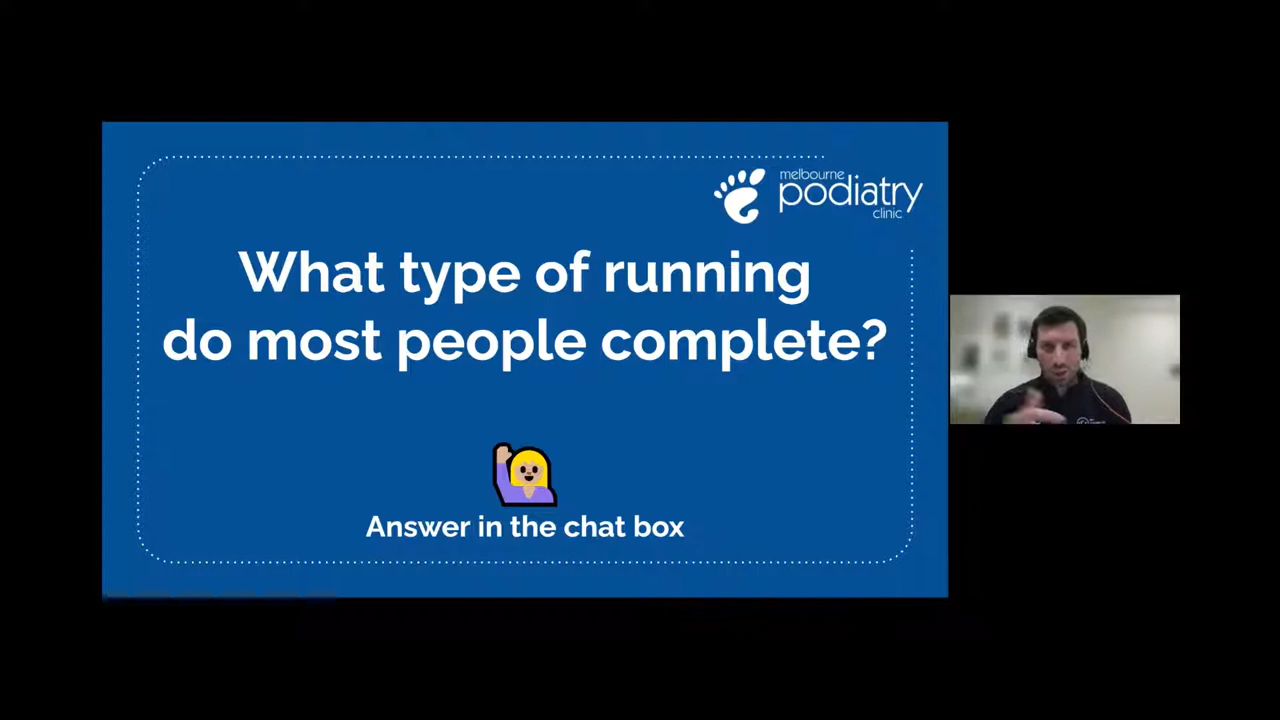 melbourne
podiatry
clinic
What type of running
do most people complete?
Answer in the chat box